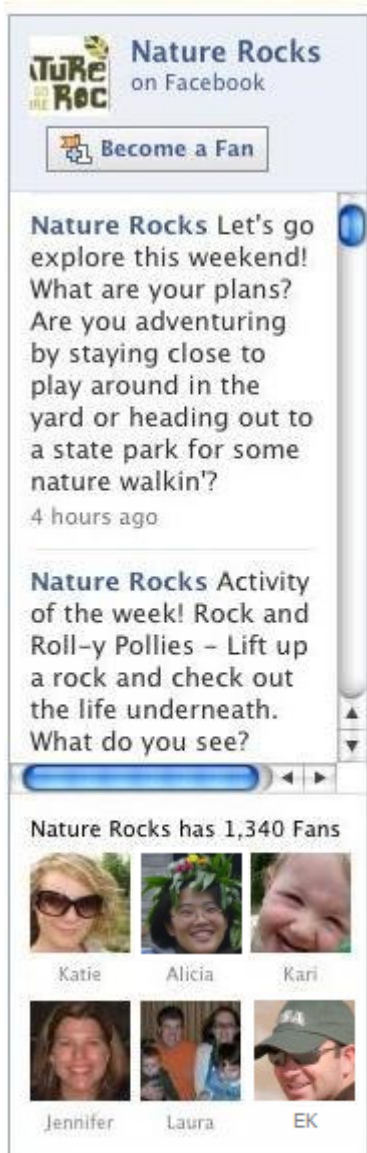 Nature Rocks
on Facebook
Become a Fan
Nature Rocks Let's go
explore this weekend!
What are your plans?
Are you adventuring
by staying close to
play around in the
yard or heading out to
a state park for some
nature walkin'?
4 hours ago
Nature Rocks Activity
of the week! Rock and
Roll-y Pollies – Lift up
a rock and check out
the life underneath.
What do you see?
Nature Rocks has 1,340 Fans
Katie Alicia Kari
Jennifer Laura EK